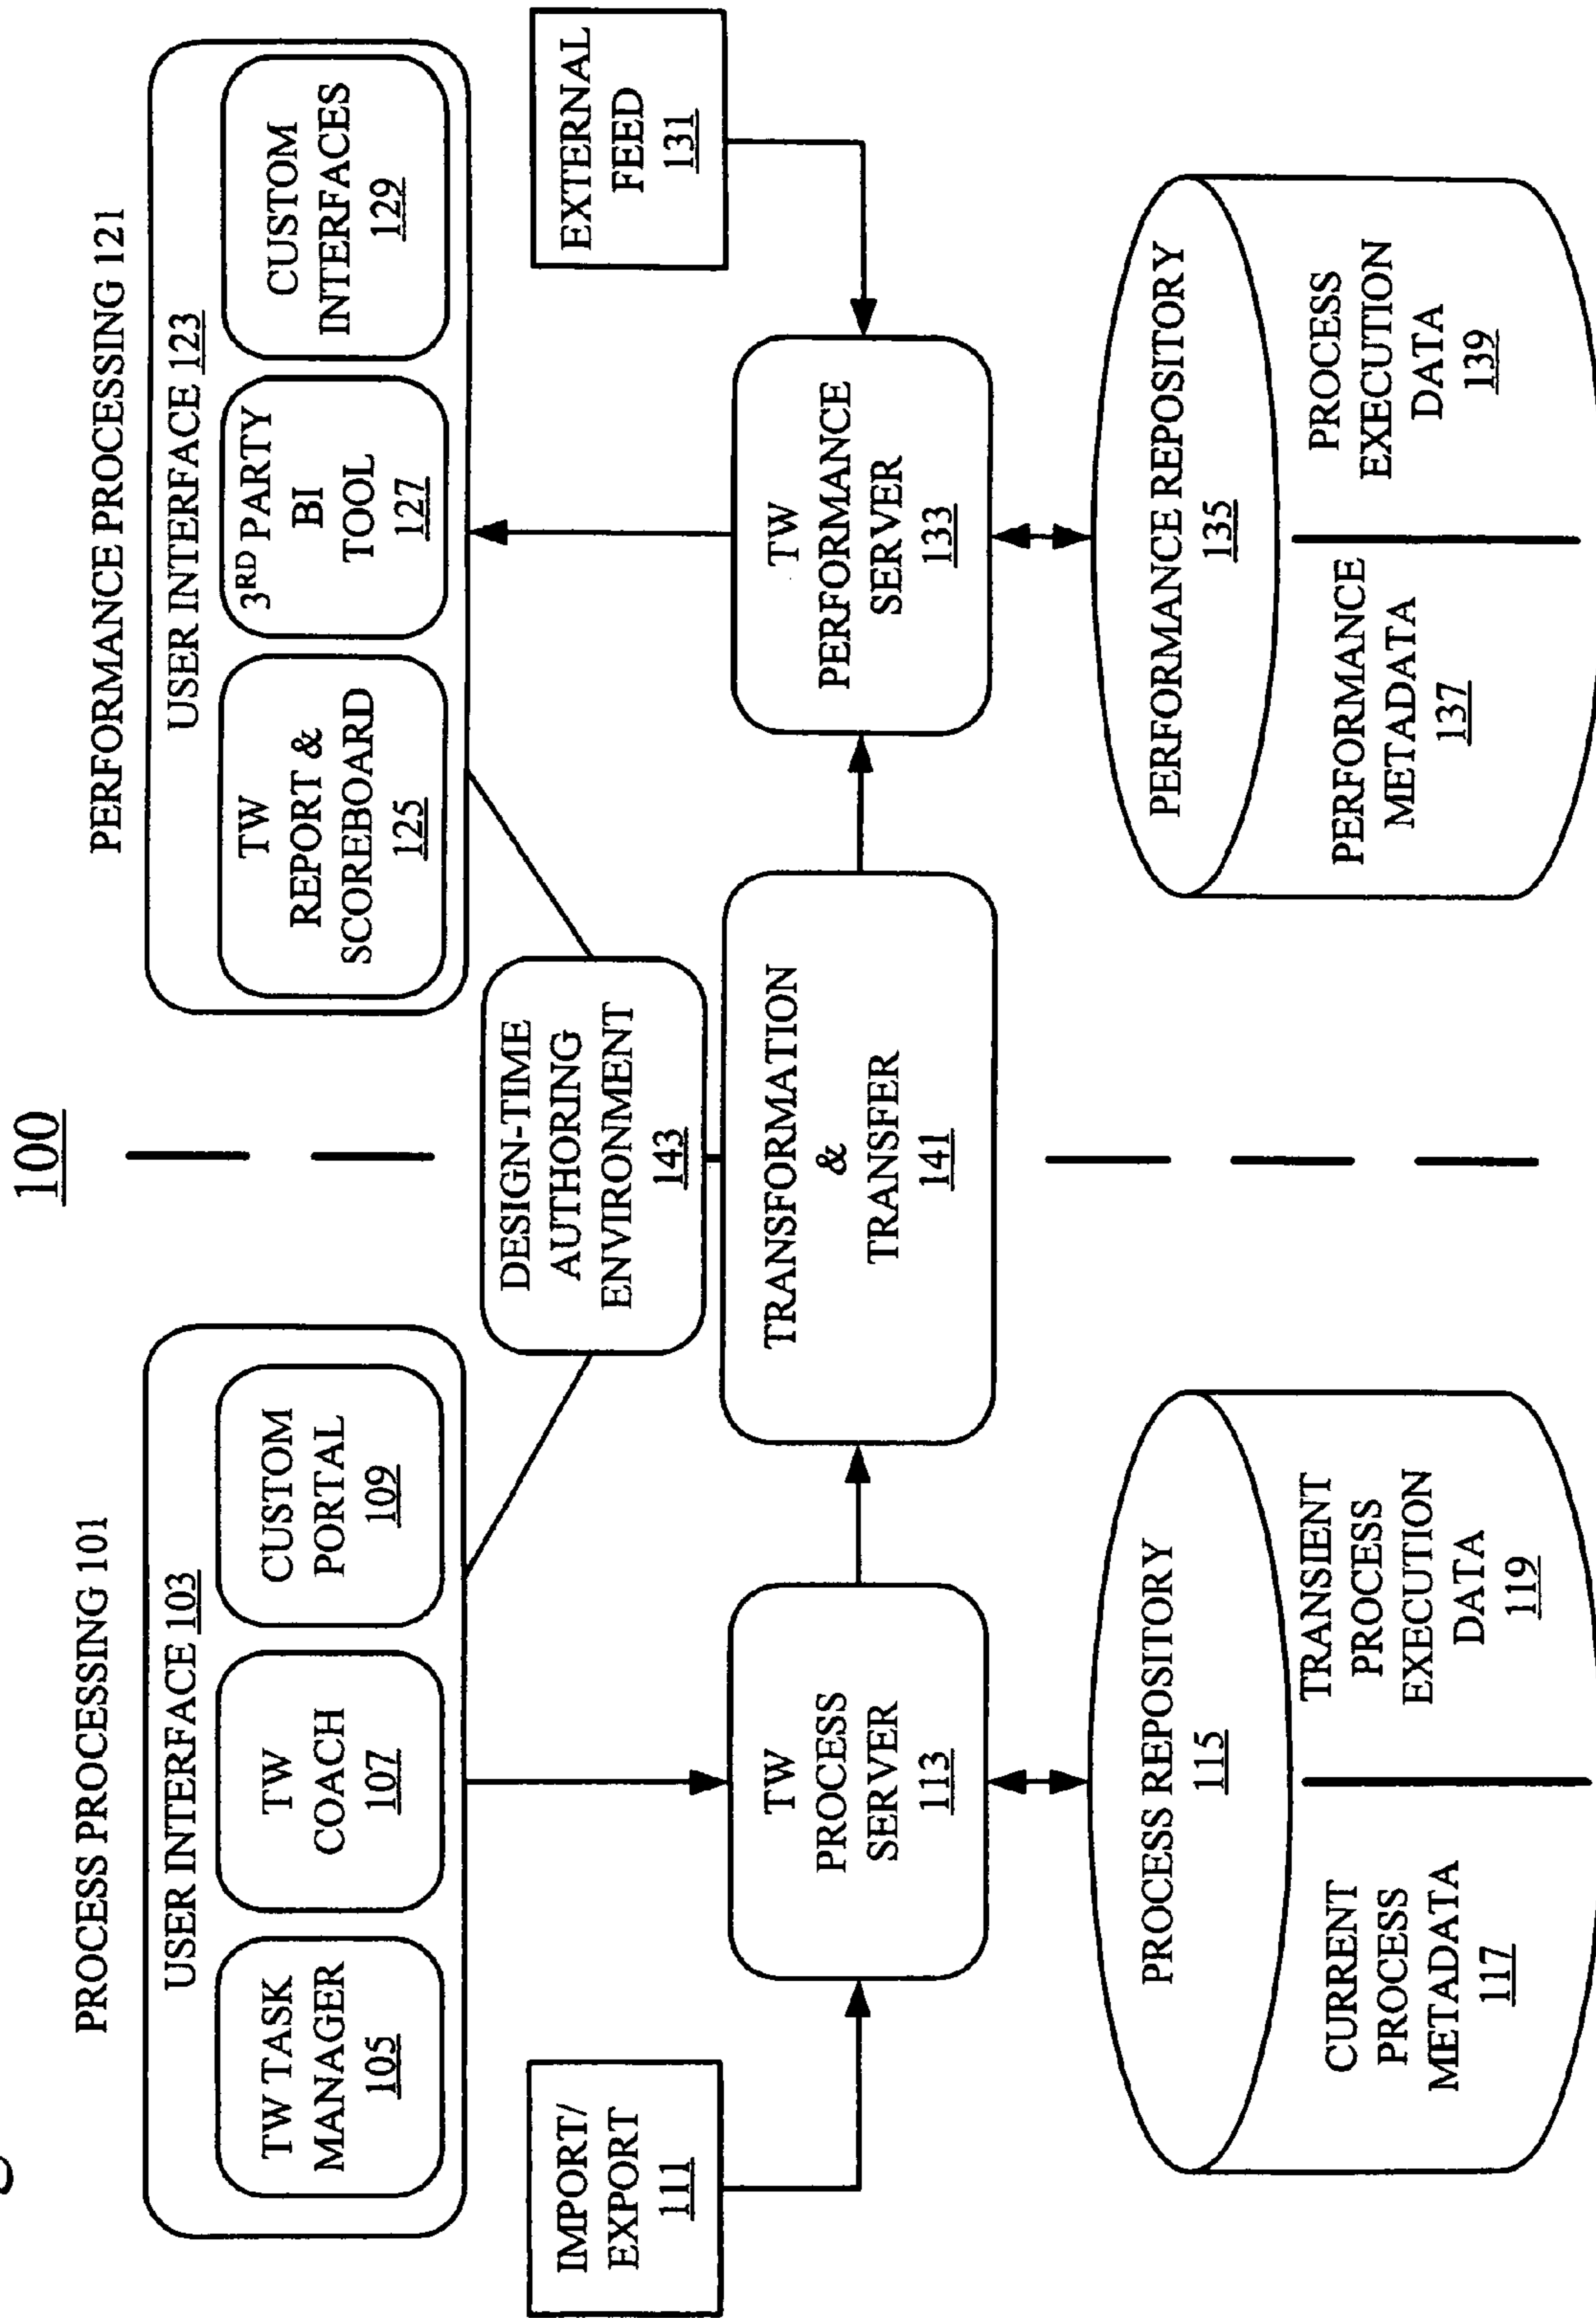 100
PROCESS PROCESSING 101
USER INTERFACE 103
TW TASK
MANAGER
105
TW
COACH
107
CUSTOM
PORTAL
109
IMPORT/
EXPORT
111
TW
PROCESS
SERVER
113
PROCESS REPOSITORY
115
CURRENT
PROCESS
METADATA
117
TRANSIENT
PROCESS
EXECUTION
DATA
119
DESIGN-TIME
AUTHORING
ENVIRONMENT
143
TRANSFORMATION
&
TRANSFER
141
PERFORMANCE PROCESSING 121
USER INTERFACE 123
TW
REPORT &
SCOREBOARD
125
3RD PARTY
BI
TOOL
127
CUSTOM
INTERFACES
129
EXTERNAL
FEED
131
TW
PERFORMANCE
SERVER
133
PERFORMANCE REPOSITORY
135
PERFORMANCE
METADATA
137
PROCESS
EXECUTION
DATA
139